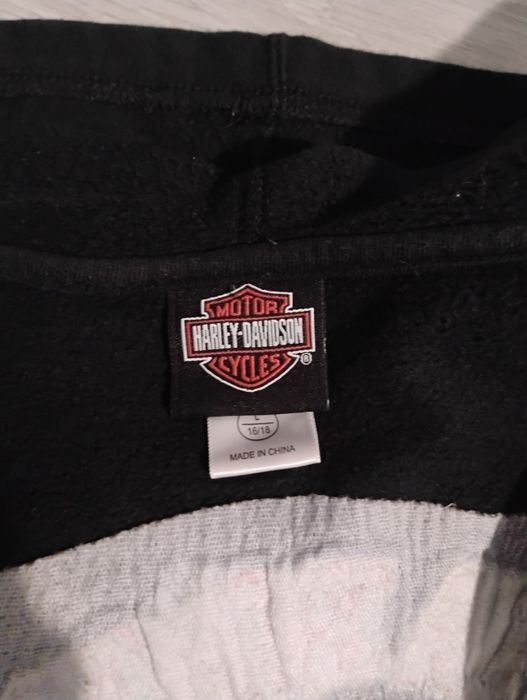 MOTOR
HARLEY-DAVIDSON
CYCLES ®
L
16/18
MADE IN CHINA